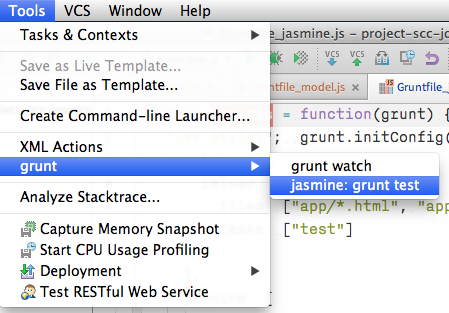 Tools VCS Window Help
Tasks & Contexts
e_jasmine.js - project-scc-jc
Save as Live Template...
Save File as Template...
VCS VCS
Create Command-line Launcher...
ntfile_model.js × Gruntfile_
= function(grunt) {
XML Actions
; grunt.initConfig(
grunt
grunt watch
jasmine: grunt test
Analyze Stacktrace...
["app/*.html", "app
Capture Memory Snapshot
["test"]
Start CPU Usage Profiling
Deployment
Test RESTful Web Service